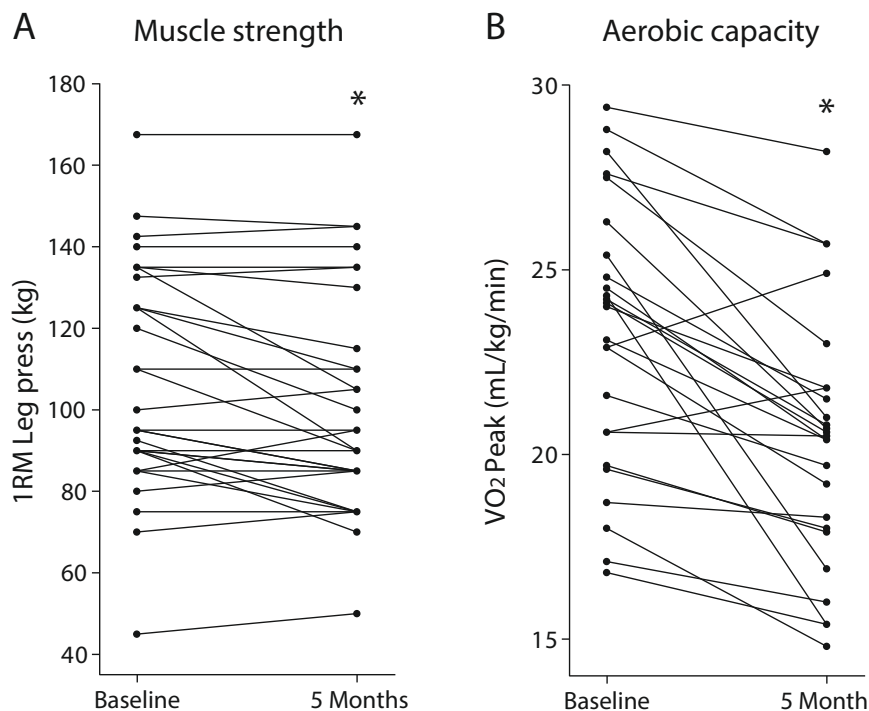 A Muscle strength
180
160
140
120
100
80
60
40
1RM Leg press (kg)
*
Baseline
5 Months
B Aerobic capacity
30
25
20
15
VO2 Peak (mL/kg/min)
*
Baseline
5 Month